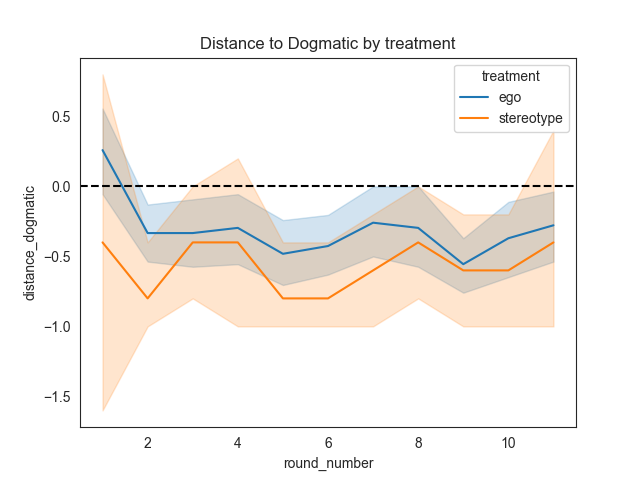 Distance to Dogmatic by treatment
treatment
ego
stereotype
distance_dogmatic
0.5
0.0
−0.5
−1.0
−1.5
2
4
6
8
10
round_number